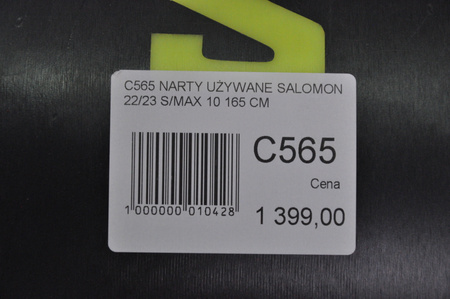 C565 NARTY UŻYWANE SALOMON
22/23 S/MAX 10 165 CM
C565
Cena
1 399,00
1 000000 010428